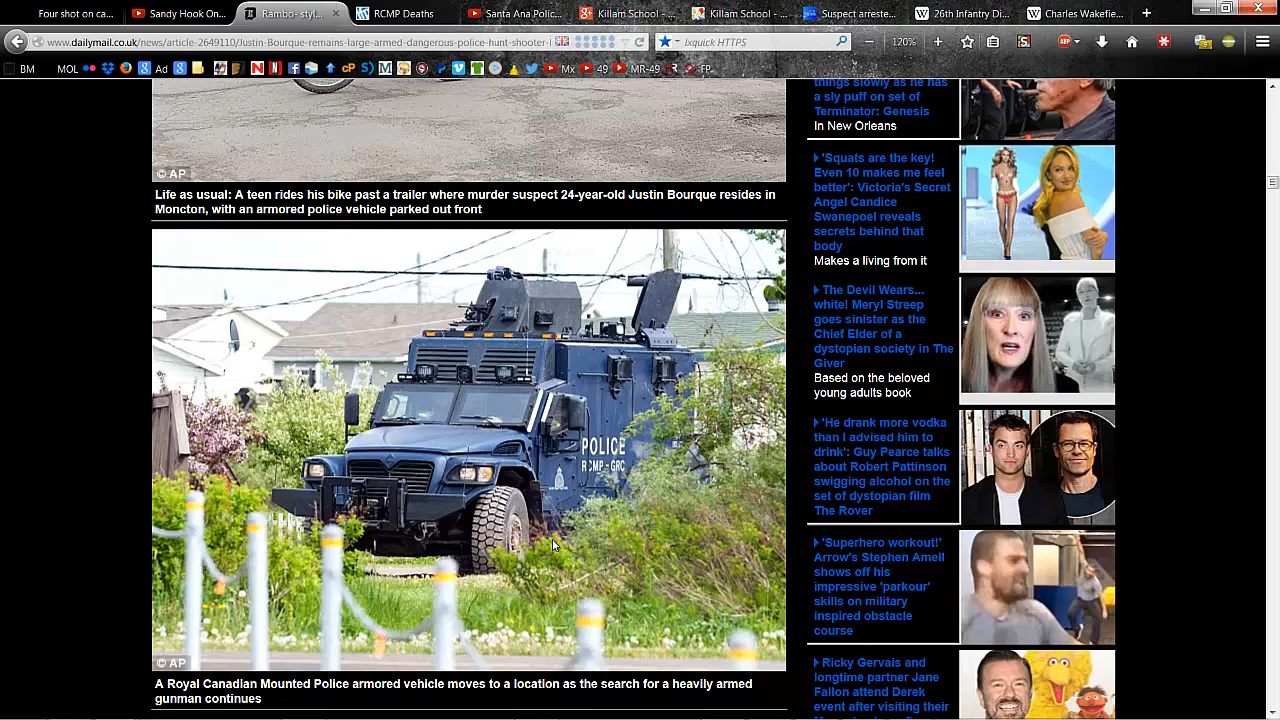 Four shot on ca...
Sandy Hook On...
Rambo- styl...
RCMP Deaths
Santa Ana Polic...
Killam School - ...
Killam School - ...
Suspect arreste...
26th Infantry Di...
Charles Wakefie...
www.dailymail.co.uk/news/article-2649110/Justin-Bourque-remains-large-armed-dangerous-police-hunt-shooter-l
Ixquick HTTPS
120%
ABP
BM
MOL
Ad
cP
Mx
49
MR-49
FP
© AP
Life as usual: A teen rides his bike past a trailer where murder suspect 24-year-old Justin Bourque resides in
Moncton, with an armored police vehicle parked out front
POLICE
RCMP-GRC
© AP
A Royal Canadian Mounted Police armored vehicle moves to a location as the search for a heavily armed
gunman continues
things slowly as he has
a sly puff on set of
Terminator: Genesis
In New Orleans
'Squats are the key!
Even 10 makes me feel
better': Victoria's Secret
Angel Candice
Swanepoel reveals
secrets behind that
body
Makes a living from it
The Devil Wears...
white! Meryl Streep
goes sinister as the
Chief Elder of a
dystopian society in The
Giver
Based on the beloved
young adults book
'He drank more vodka
than I advised him to
drink': Guy Pearce talks
about Robert Pattinson
swigging alcohol on the
set of dystopian film
The Rover
'Superhero workout!'
Arrow's Stephen Amell
shows off his
impressive 'parkour'
skills on military
inspired obstacle
course
Ricky Gervais and
longtime partner Jane
Fallon attend Derek
event after visiting their